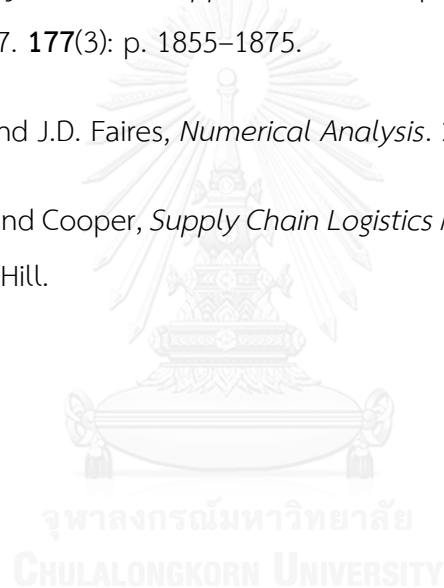 7. 177(3): p. 1855–1875.
nd J.D. Faires, Numerical Analysis.
nd Cooper, Supply Chain Logistics
Hill.
จุฬาลงกรณ์มหาวิทยาลัย
CHULALONGKORN UNIVERSITY